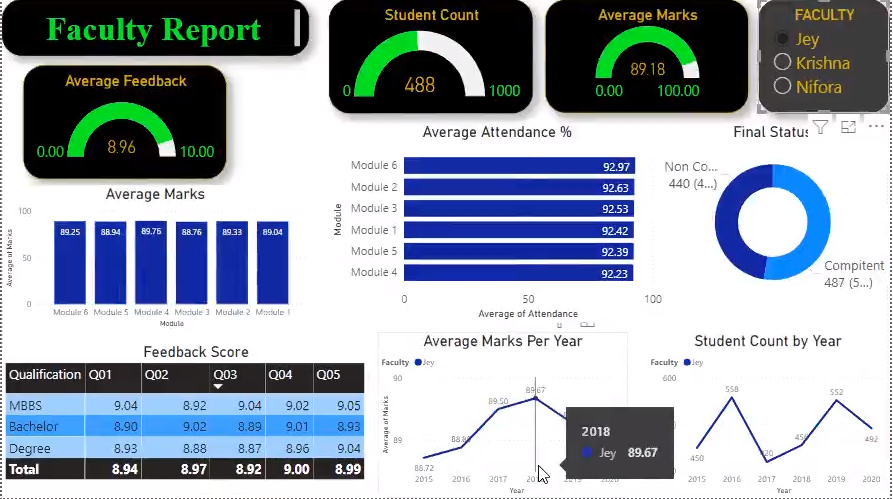 Faculty Report
Student Count
0
488
1000
Average Marks
0.00
89.18
100.00
FACULTY
Jey
Krishna
Nifora
Average Feedback
0.00
8.96
10.00
Average Marks
Average of Marks
100
50
0
89.25 88.94 89.76 88.76 89.33 89.04
Module 6 Module 5 Module 4 Module 3 Module 2 Module 1
Module
Average Attendance %
Module
Module 6 92.97
Module 2 92.63
Module 3 92.53
Module 1 92.42
Module 5 92.39
Module 4 92.23
0 50 100
Average of Attendance
Final Status
Non Co...
440 (4...)
Compitent
487 (5...)
Feedback Score
Qualification Q01 Q02 Q03 Q04 Q05
MBBS 9.04 8.92 9.04 9.02 9.05
Bachelor 8.90 9.02 8.89 9.01 8.93
Degree 8.93 8.88 8.87 8.96 9.04
Total 8.94 8.97 8.92 9.00 8.99
Average Marks Per Year
Faculty Jey
Average of Marks
90
89
88.72
89.50
89.67
2015 2016 2017
Year
2018
Jey 89.67
Student Count by Year
Faculty Jey
600
450
558
552
492
2015 2016 2017 2018 2019 2020
Year